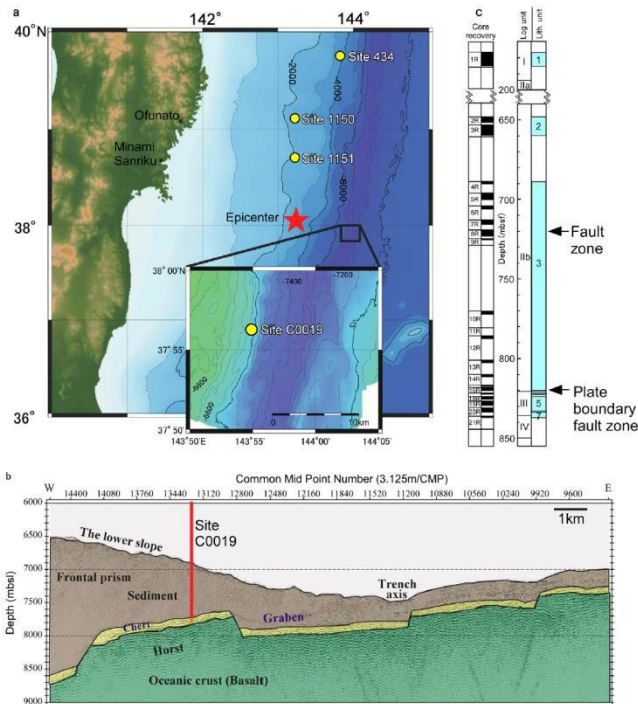 a
142°
144°
40°N
38°
36°
Site 434
Ofunato
Site 1150
Minami
Sanriku
Site 1151
Epicenter
-2000
-4000
-6000
38° 00'N
37° 55'
37° 50'
-7400
-7200
Site C0019
-6800
-6600
0
10km
143°50'E
143°55'
144°00'
144°05'
c
Core
recovery
Log unit
Lith. unit
1R
I
1
IIa
200
2R
3R
650
2
4R
5R
6R
7R
8R
9R
700
Depth (mbsf)
IIb
3
750
Fault
zone
10R
11R
12R
13R
14R
800
Plate
boundary
fault zone
III
5
7
21R
IV
850
b
Common Mid Point Number (3.125m/CMP)
W
E
14400 14080 13760 13440 13120 12800 12480 12160 11840 11520 11200 10880 10560 10240 9920 9600
Depth (mbsl)
6000
6500
7000
7500
8000
8500
9000
1km
Site
C0019
The lower slope
Frontal prism
Sediment
Trench
axis
Chert
Graben
Horst
Oceanic crust (Basalt)